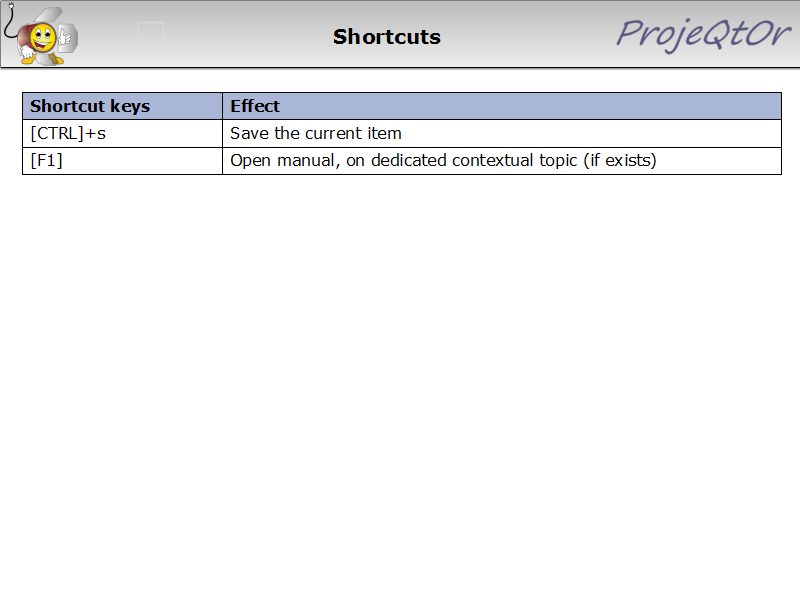 Shortcuts
ProjeQtOr
Shortcut keys Effect
[CTRL]+s Save the current item
[F1] Open manual, on dedicated contextual topic (if exists)